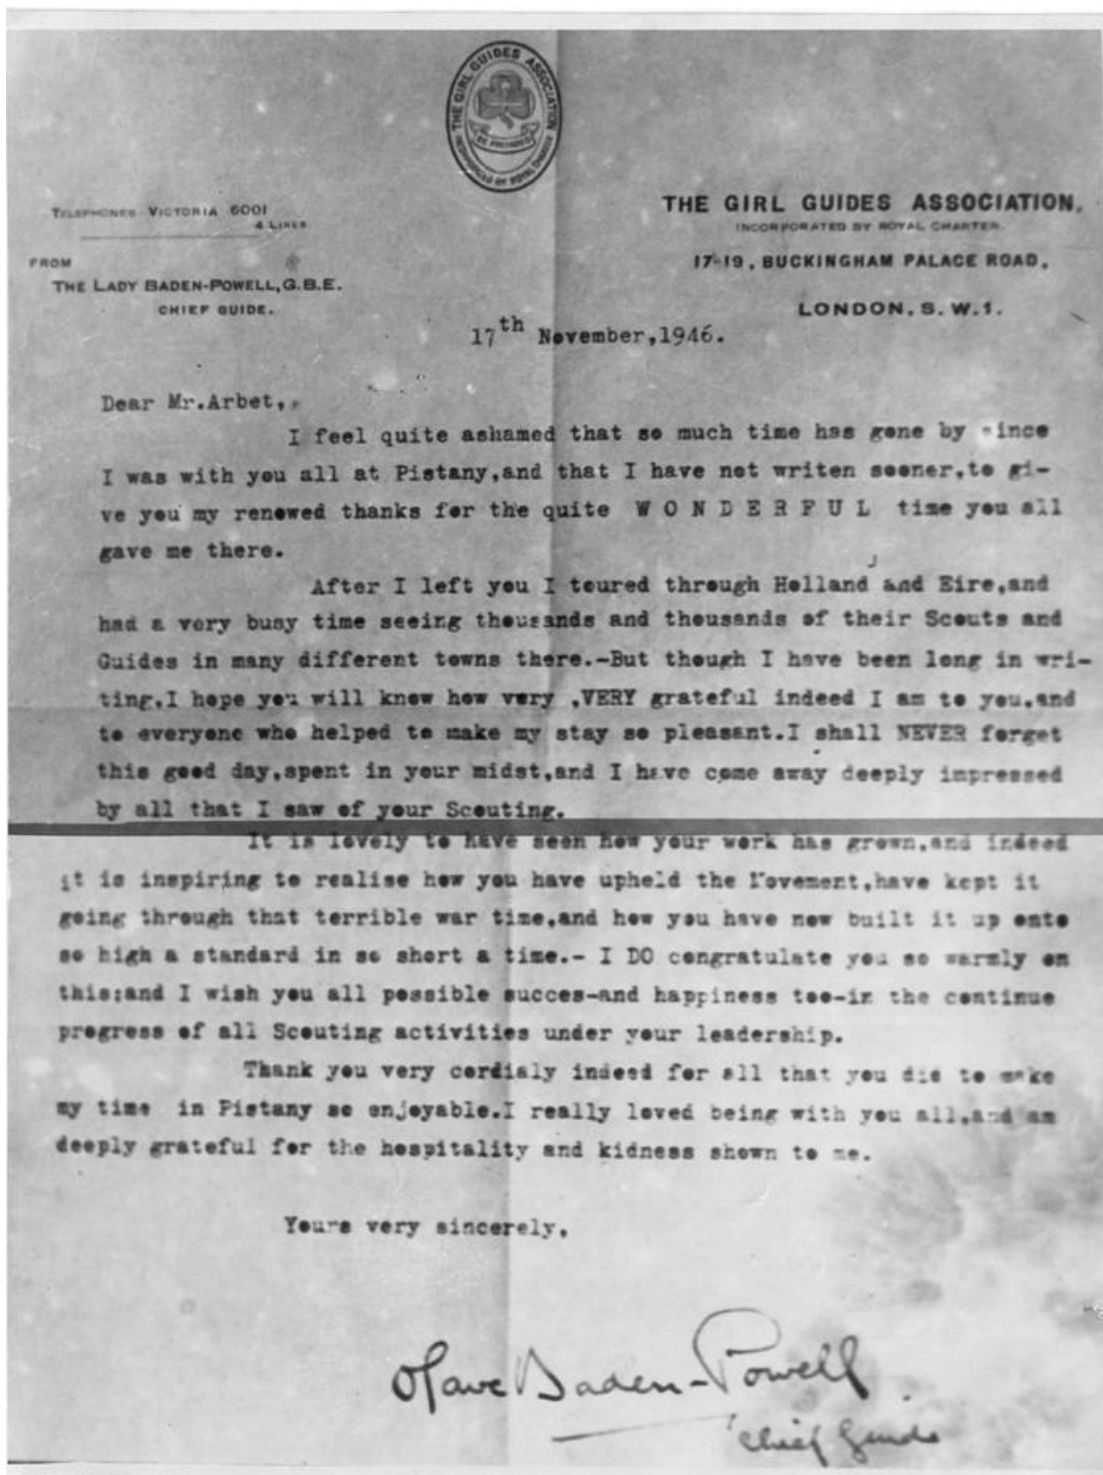 THE GIRL GUIDES ASSOCIATION
INCORPORATED BY ROYAL CHARTER
BE PREPARED
TELEPHONES VICTORIA 6001
4 LINES
FROM
THE LADY BADEN-POWELL, G.B.E.
CHIEF GUIDE.
THE GIRL GUIDES ASSOCIATION,
INCORPORATED BY ROYAL CHARTER.
17-19, BUCKINGHAM PALACE ROAD,
LONDON, S.W.1.
17th November,1946.
Dear Mr.Arbet,
I feel quite ashamed that so much time has gone by since
I was with you all at Pistany,and that I have not writen sooner,to gi-
ve you my renewed thanks for the quite W O N D E R F U L time you all
gave me there.
After I left you I toured through Holland and Eire,and
had a very busy time seeing thousands and thousands of their Scouts and
Guides in many different towns there.-But though I have been long in wri-
ting,I hope you will know how very ,VERY grateful indeed I am to you,and
to everyone who helped to make my stay so pleasant.I shall NEVER forget
this good day,spent in your midst,and I have come away deeply impressed
by all that I saw of your Scouting.
It is lovely to have seen how your work has grown,and indeed
it is inspiring to realise how you have upheld the Movement,have kept it
going through that terrible war time,and how you have now built it up onto
so high a standard in so short a time.- I DO congratulate you so warmly on
this:and I wish you all possible succes-and happiness too-in the continue
progress of all Scouting activities under your leadership.
Thank you very cordialy indeed for all that you did to make
my time in Pistany so enjoyable.I really loved being with you all,and am
deeply grateful for the hospitality and kidness shown to me.
Yours very sincerely,
Olave Baden-Powell
Chief Guide